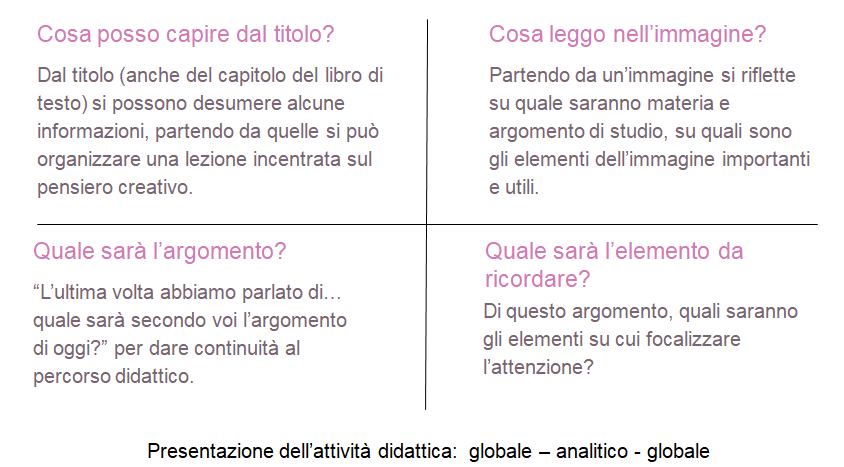 Cosa posso capire dal titolo?
Dal titolo (anche del capitolo del libro di
testo) si possono desumere alcune
informazioni, partendo da quelle si può
organizzare una lezione incentrata sul
pensiero creativo.
Cosa leggo nell’immagine?
Partendo da un’immagine si riflette
su quale saranno materia e
argomento di studio, su quali sono
gli elementi dell’immagine importanti
e utili.
Quale sarà l’argomento?
“L’ultima volta abbiamo parlato di…
quale sarà secondo voi l’argomento
di oggi?” per dare continuità al
percorso didattico.
Quale sarà l’elemento da
ricordare?
Di questo argomento, quali saranno
gli elementi su cui focalizzare
l’attenzione?
Presentazione dell’attività didattica: globale – analitico - globale